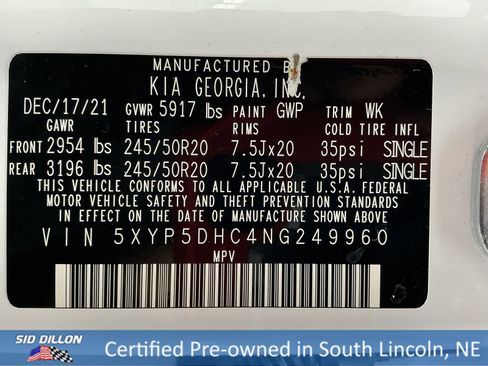 MANUFACTURED BY
KIA GEORGIA, INC.
DEC/17/21 GVWR 5917 lbs PAINT GWP TRIM WK
GAWR TIRES RIMS COLD TIRE INFL
FRONT 2954 lbs 245/50R20 7.5Jx20 35psi SINGLE
REAR 3196 lbs 245/50R20 7.5Jx20 35psi SINGLE
THIS VEHICLE CONFORMS TO ALL APPLICABLE U.S.A. FEDERAL
MOTOR VEHICLE SAFETY AND THEFT PREVENTION STANDARDS
IN EFFECT ON THE DATE OF MANUFACTURE SHOWN ABOVE
VIN 5XYP5DHC4NG249960
MPV
SID DILLON
Certified Pre-owned in South Lincoln, NE